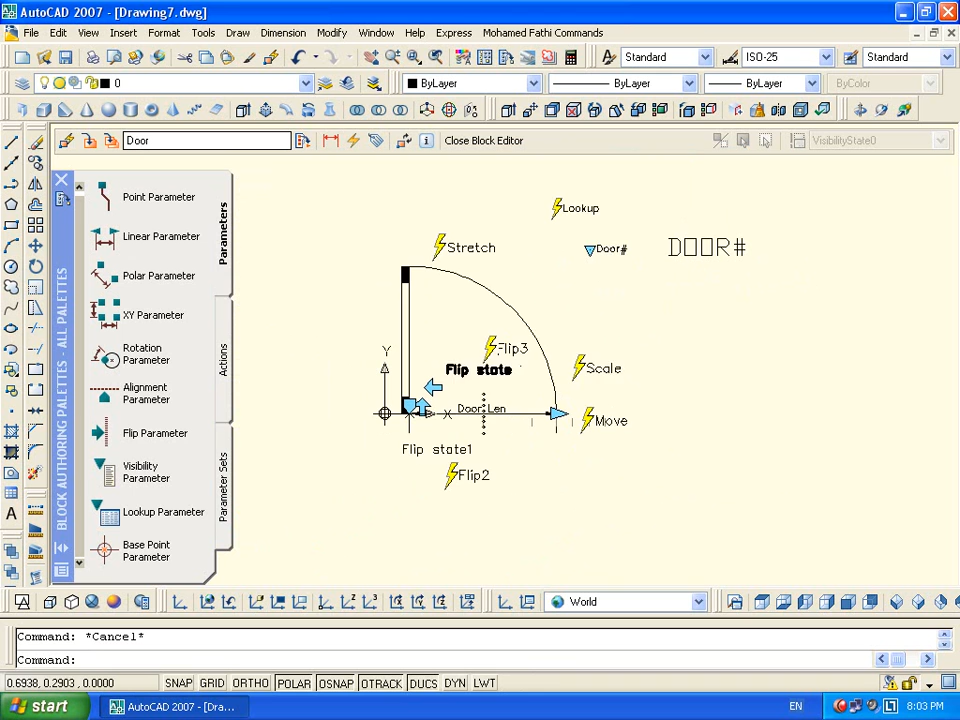 AutoCAD 2007 - [Drawing7.dwg]
File Edit View Insert Format Tools Draw Dimension Modify Window Help Express Mohamed Fathi Commands
Standard ISO-25 Standard
0 ByLayer ByLayer ByLayer ByColor
Door Close Block Editor VisibilityState0
Point Parameter
Linear Parameter
Polar Parameter
XY Parameter
Rotation
Parameter
Alignment
Parameter
Flip Parameter
Visibility
Parameter
Lookup Parameter
Base Point
Parameter
Parameters
Actions
Parameter Sets
BLOCK AUTHORING PALETTES - ALL PALETTES
Lookup
Stretch
Door#
DOOR#
Flip3
Flip state
Scale
Y
X
Door Len
Move
Flip state1
Flip2
A
World
Command: *Cancel*
Command:
0.6938, 0.2903, 0.0000 SNAP GRID ORTHO POLAR OSNAP OTRACK DUCS DYN LWT
start AutoCAD 2007 - [Dra... EN 8:03 PM